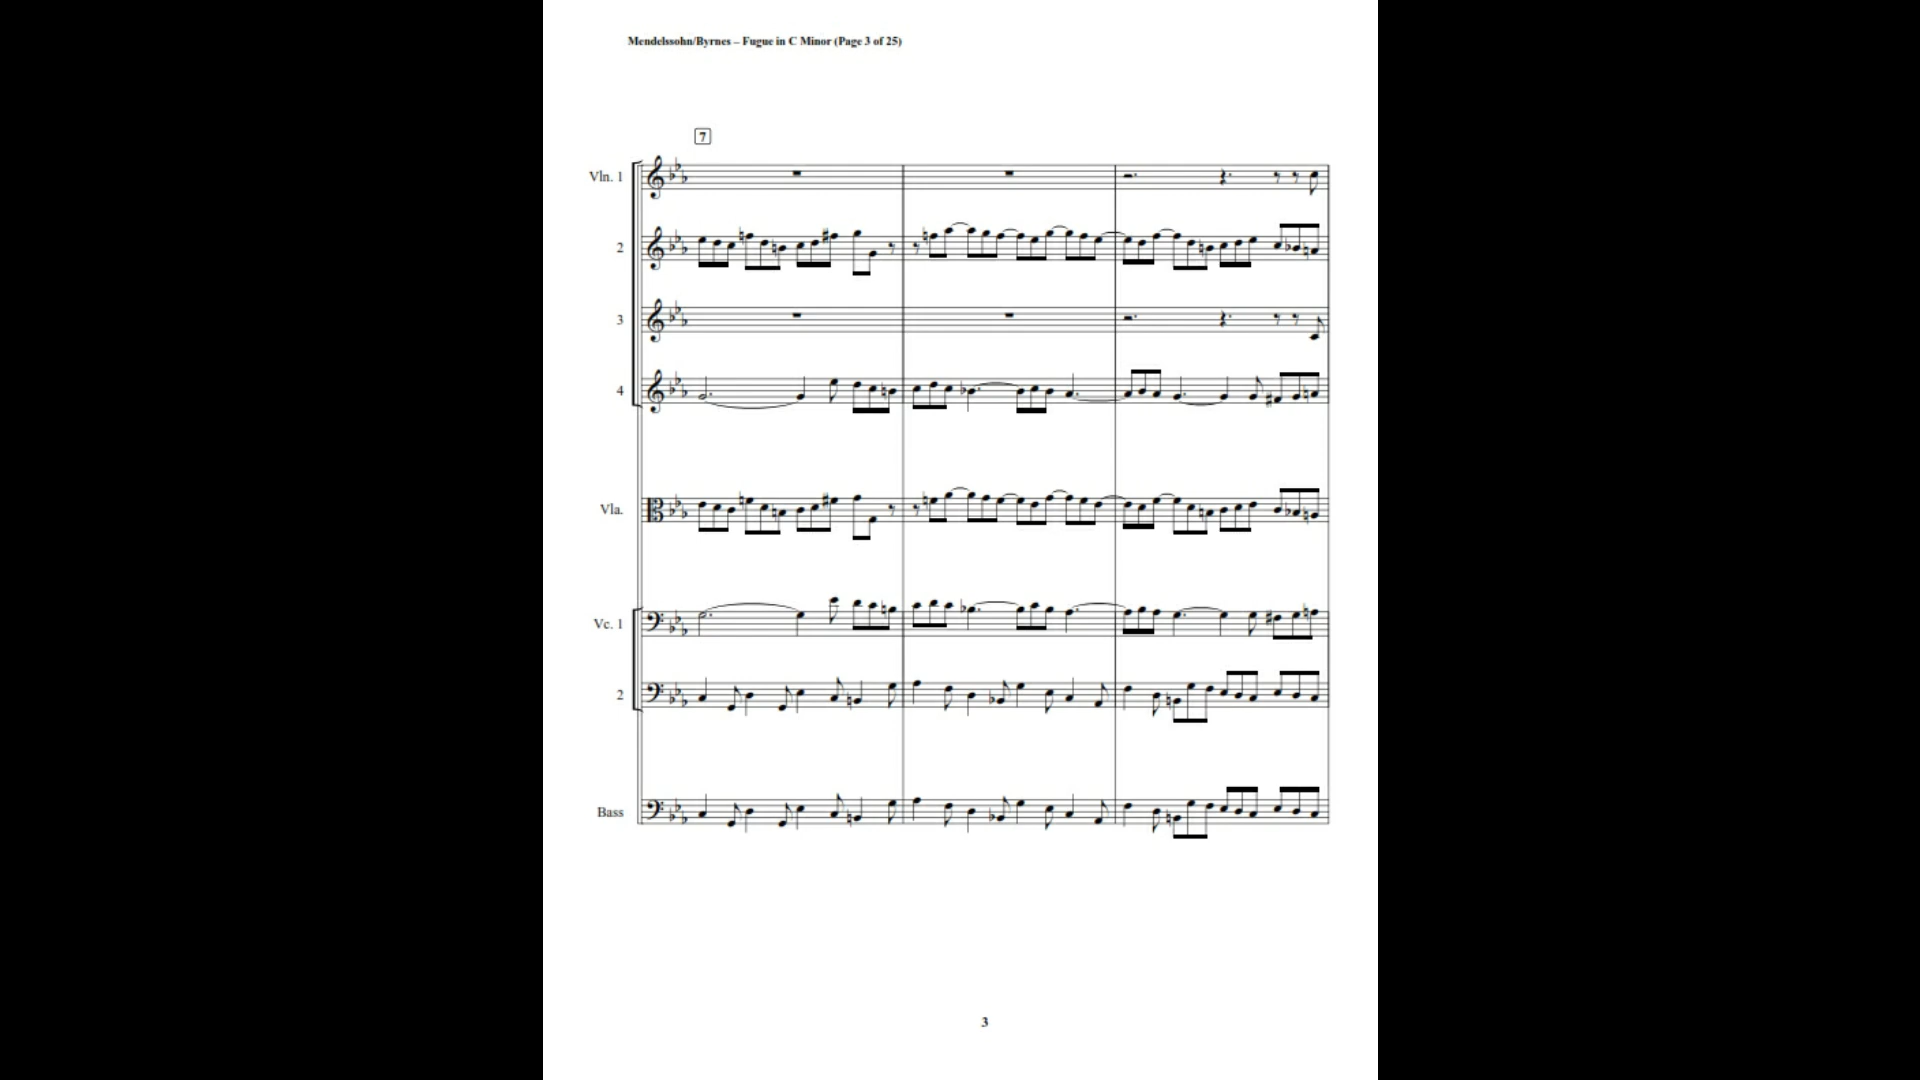 Mendelssohn/Byrnes – Fugue in C Minor (Page 3 of 25)
7
Vln. 1
2
3
4
Vla.
Vc. 1
2
Bass
3